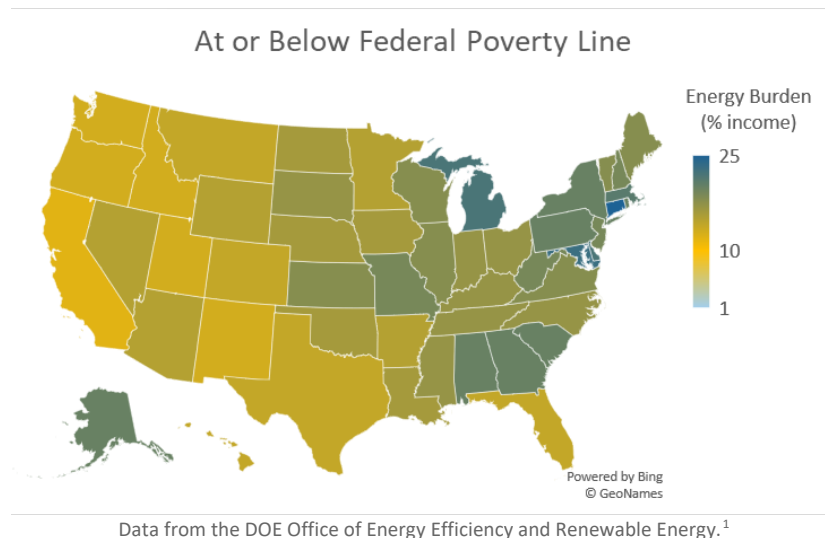 At or Below Federal Poverty Line
Energy Burden
(% income)
25
10
1
Powered by Bing
© GeoNames
Data from the DOE Office of Energy Efficiency and Renewable Energy.1